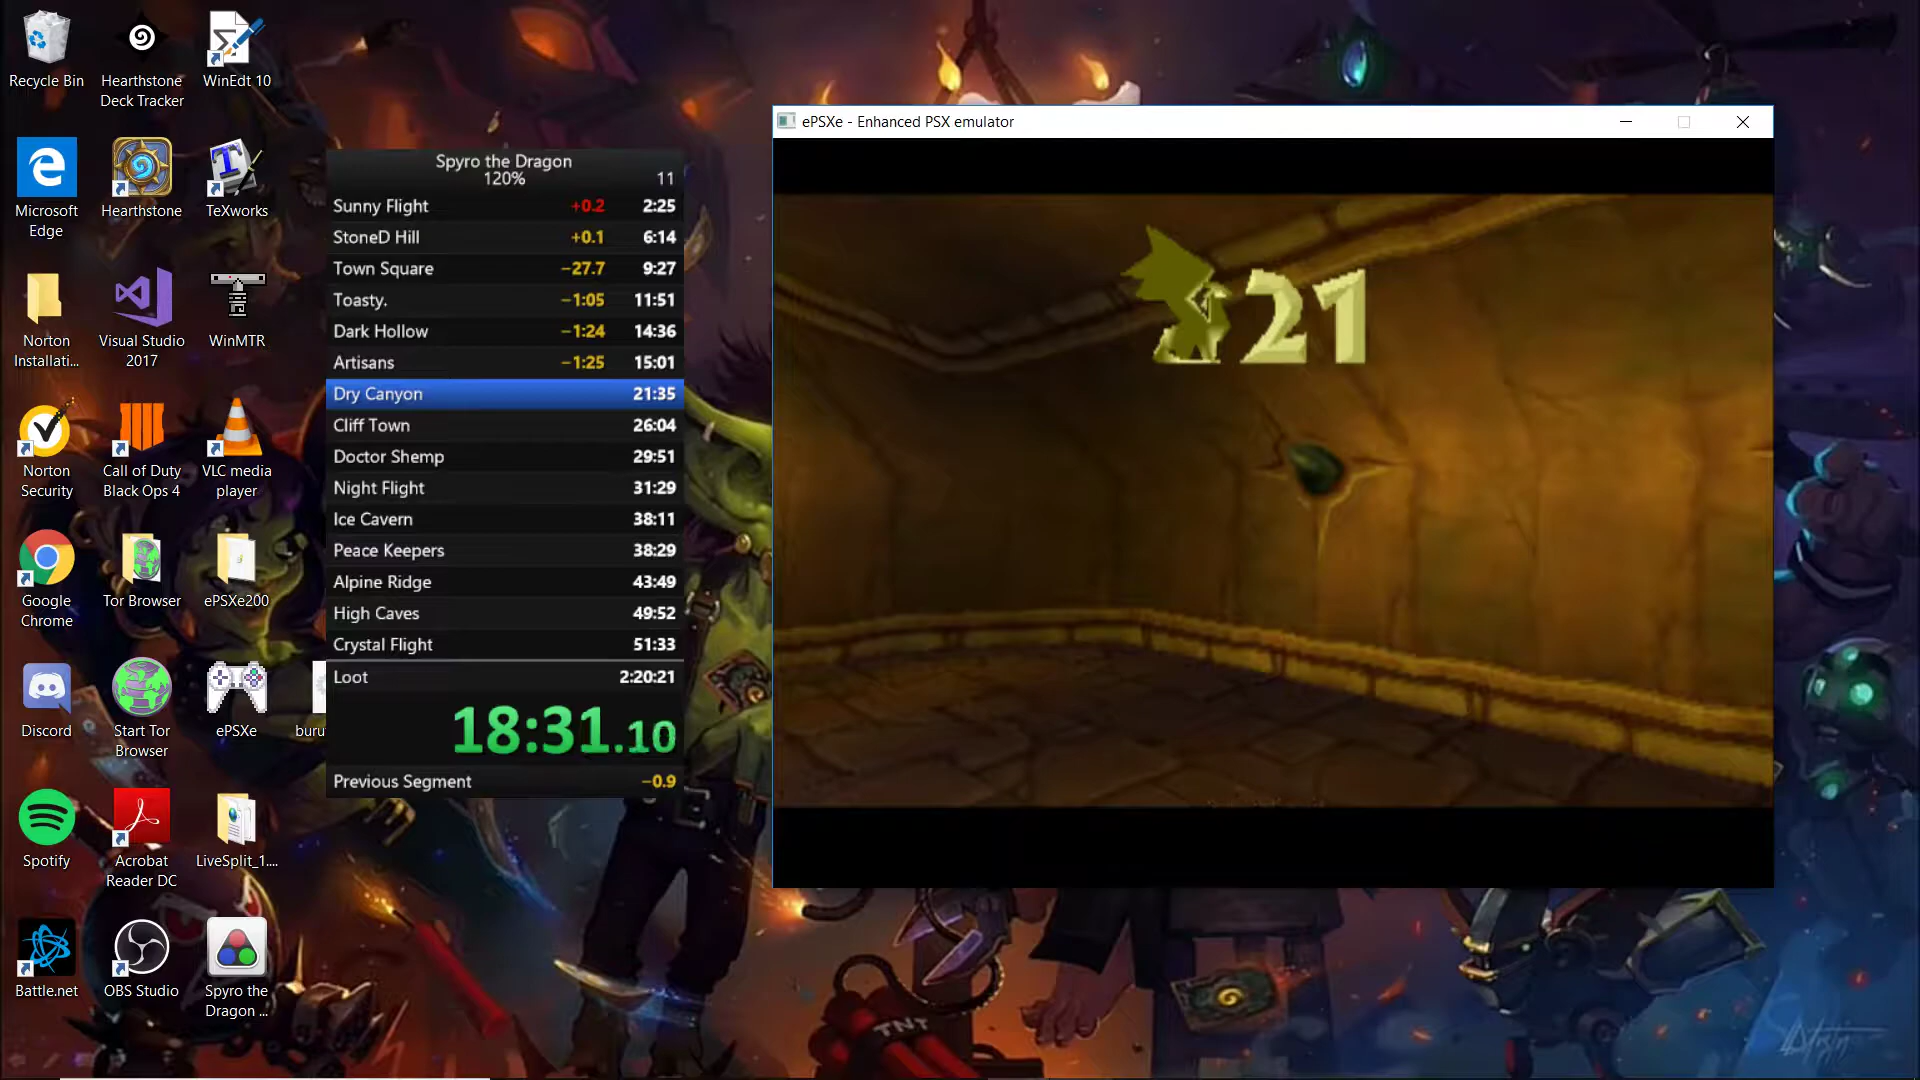 Recycle Bin
Hearthstone
Deck Tracker
WinEdt 10
Microsoft
Edge
Hearthstone
TeXworks
Norton
Installati...
Visual Studio
2017
WinMTR
Norton
Security
Call of Duty
Black Ops 4
VLC media
player
Google
Chrome
Tor Browser
ePSXe200
Discord
Start Tor
Browser
ePSXe
Spotify
Acrobat
Reader DC
LiveSplit_1....
Battle.net
OBS Studio
Spyro the
Dragon ...
Spyro the Dragon
120% 11
Sunny Flight +0.2 2:25
StoneD Hill +0.1 6:14
Town Square −27.7 9:27
Toasty. −1:05 11:51
Dark Hollow −1:24 14:36
Artisans −1:25 15:01
Dry Canyon 21:35
Cliff Town 26:04
Doctor Shemp 29:51
Night Flight 31:29
Ice Cavern 38:11
Peace Keepers 38:29
Alpine Ridge 43:49
High Caves 49:52
Crystal Flight 51:33
Loot 2:20:21
18:31.10
Previous Segment −0.9
ePSXe - Enhanced PSX emulator
21
TNT